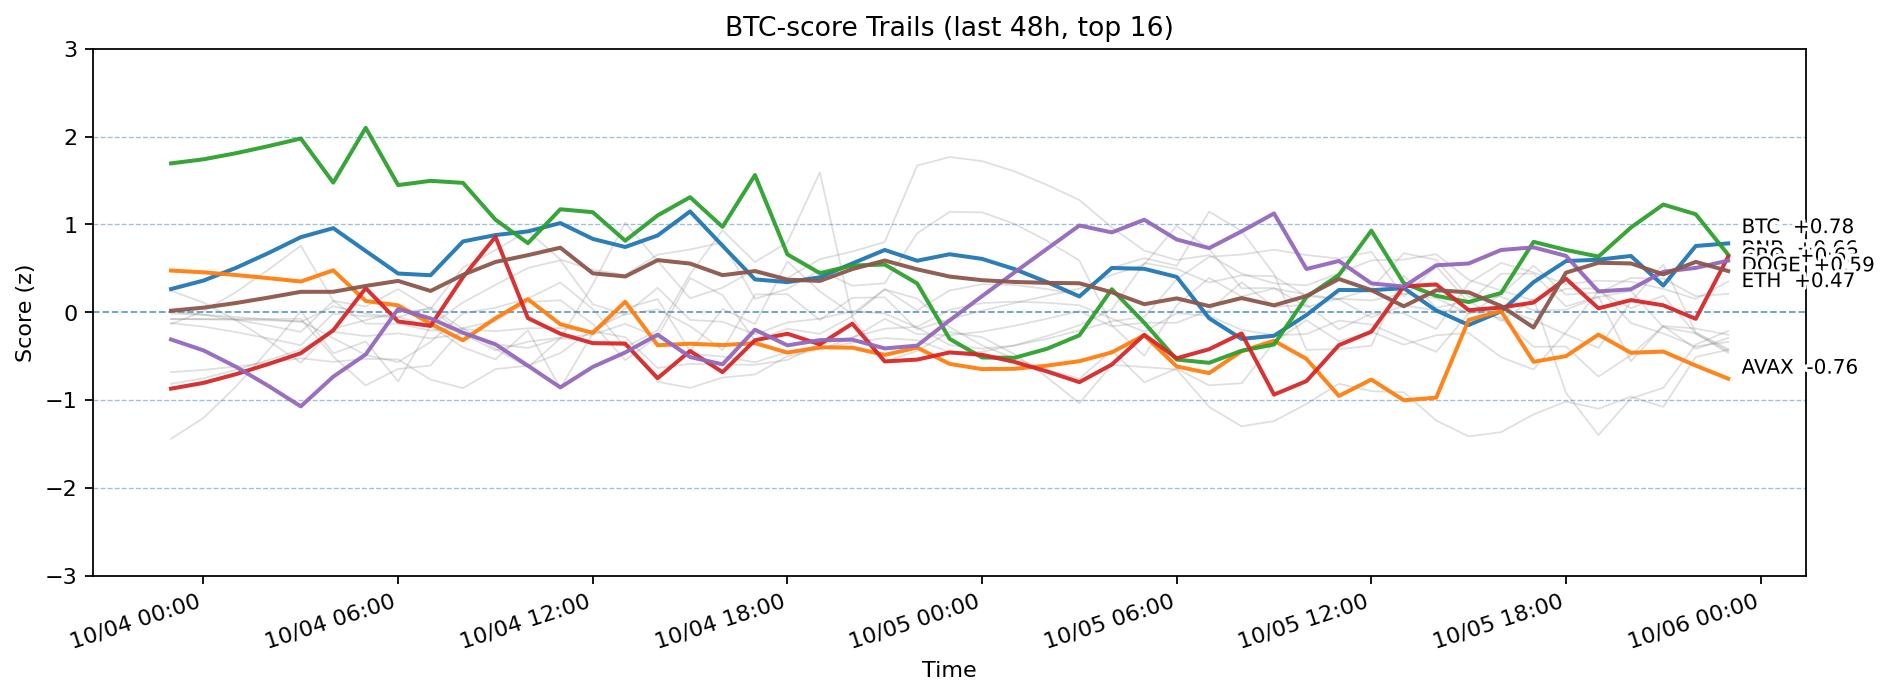 BTC-score Trails (last 48h, top 16)
3
2
1
0
−1
−2
−3
Score (z)
BTC +0.78
DOGE +0.59
ETH +0.47
AVAX -0.76
10/04 00:00
10/04 06:00
10/04 12:00
10/04 18:00
10/05 00:00
10/05 06:00
10/05 12:00
10/05 18:00
10/06 00:00
Time